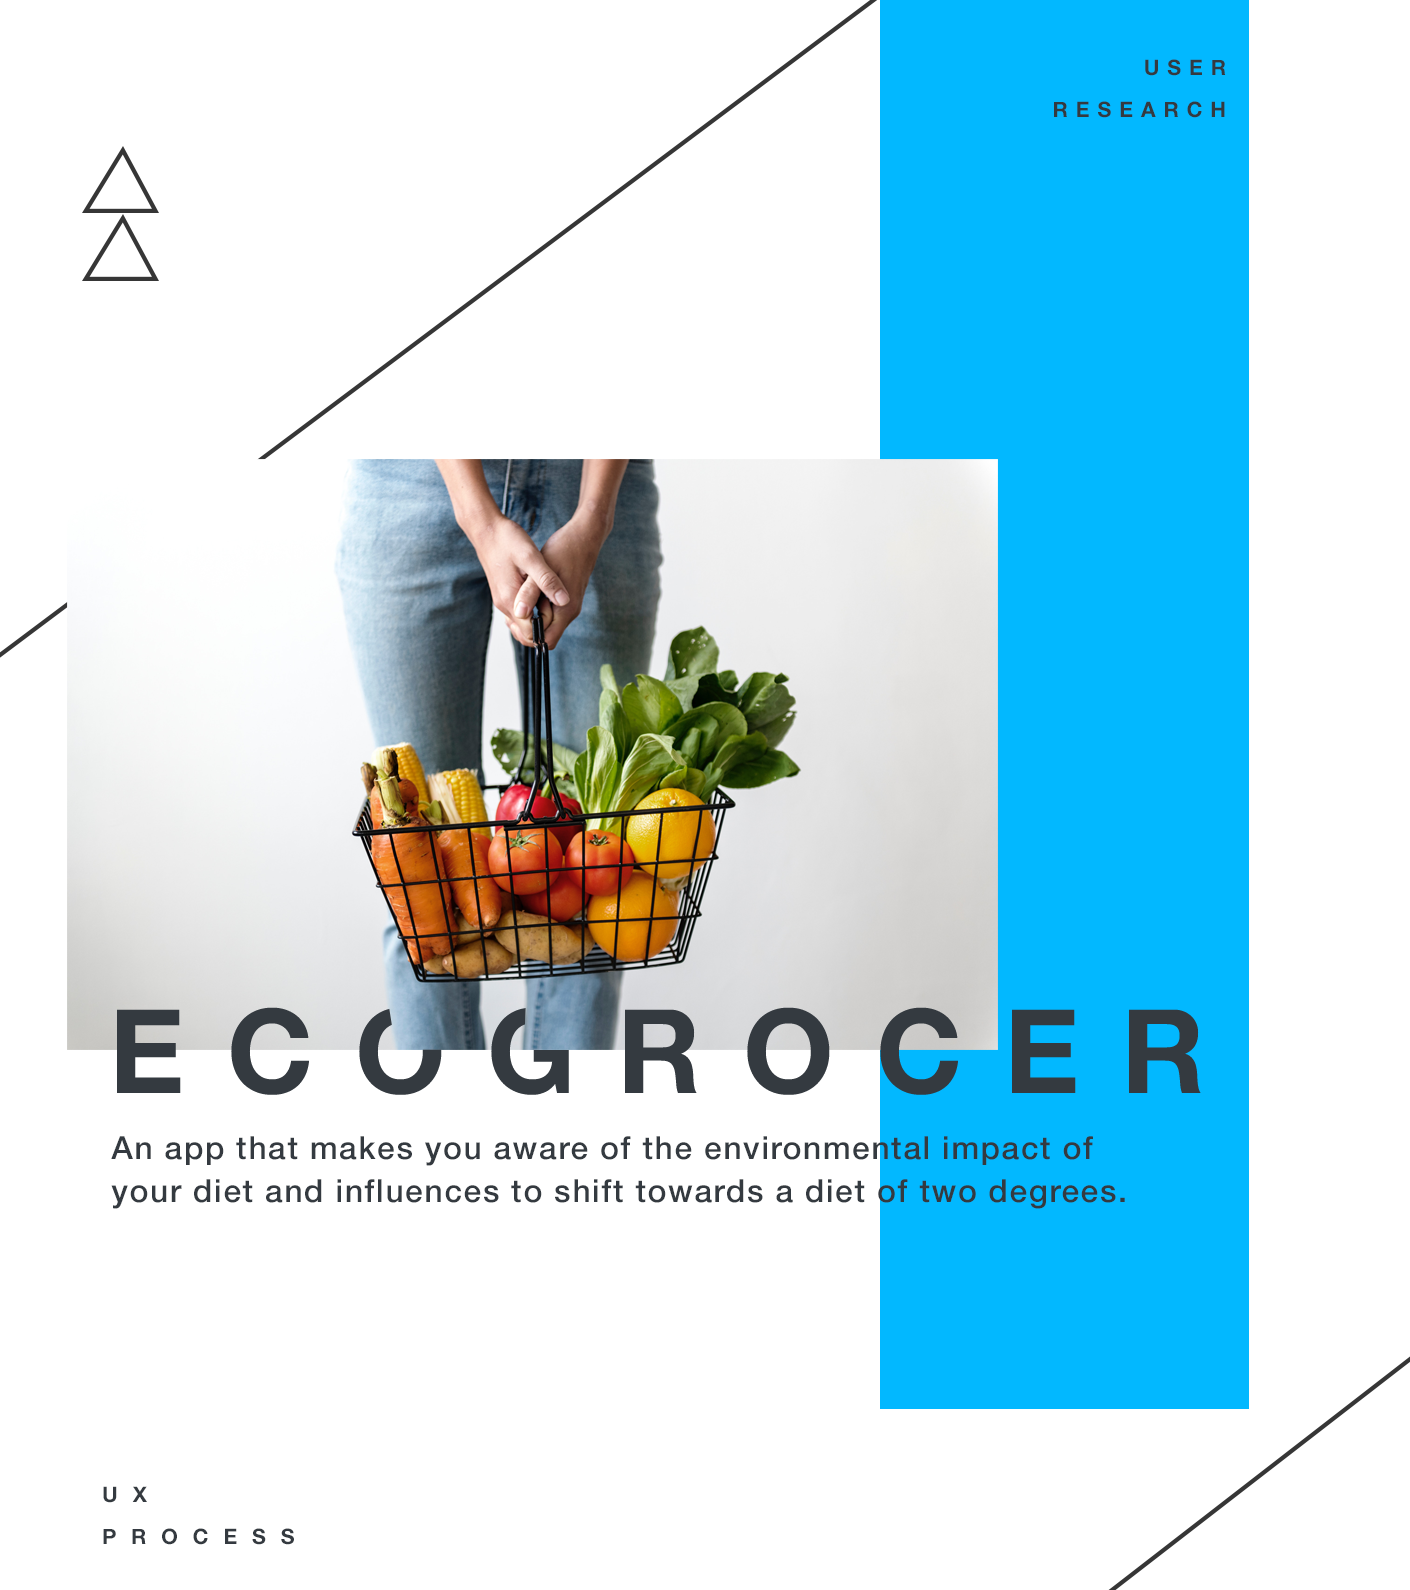 USER
RESEARCH
ECOGROCER
An app that makes you aware of the environmental impact of
your diet and influences to shift towards a diet of two degrees.
UX
PROCESS